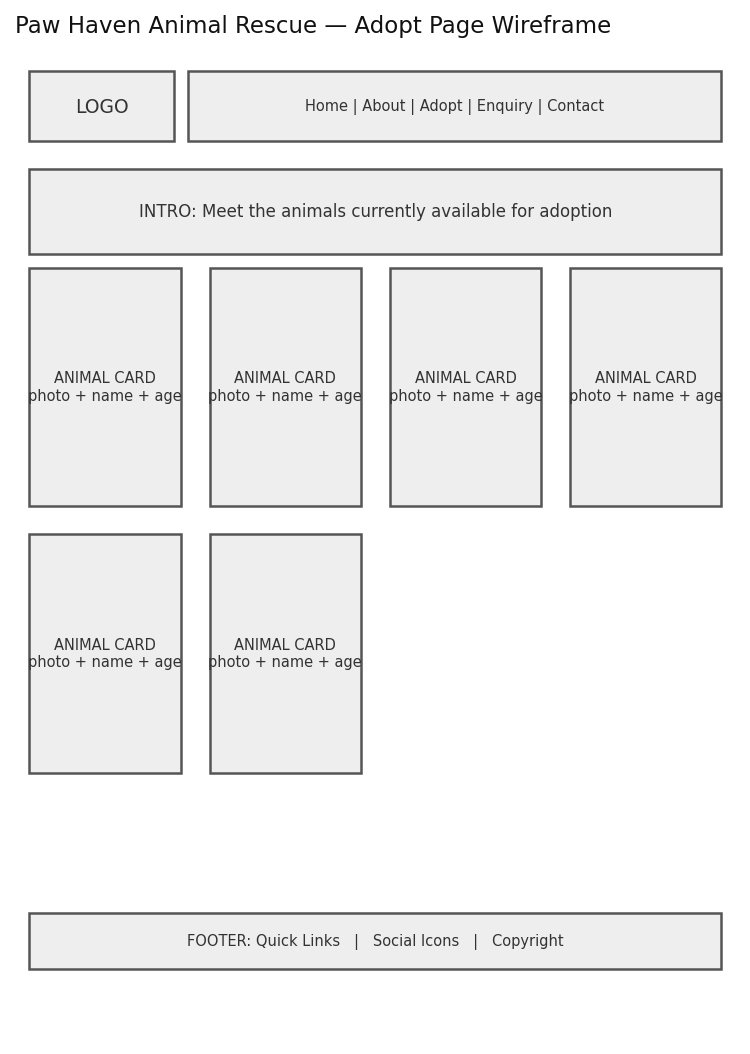 Paw Haven Animal Rescue — Adopt Page Wireframe
LOGO
Home | About | Adopt | Enquiry | Contact
INTRO: Meet the animals currently available for adoption
ANIMAL CARD
photo + name + age
ANIMAL CARD
photo + name + age
ANIMAL CARD
photo + name + age
ANIMAL CARD
photo + name + age
ANIMAL CARD
photo + name + age
ANIMAL CARD
photo + name + age
FOOTER: Quick Links | Social Icons | Copyright